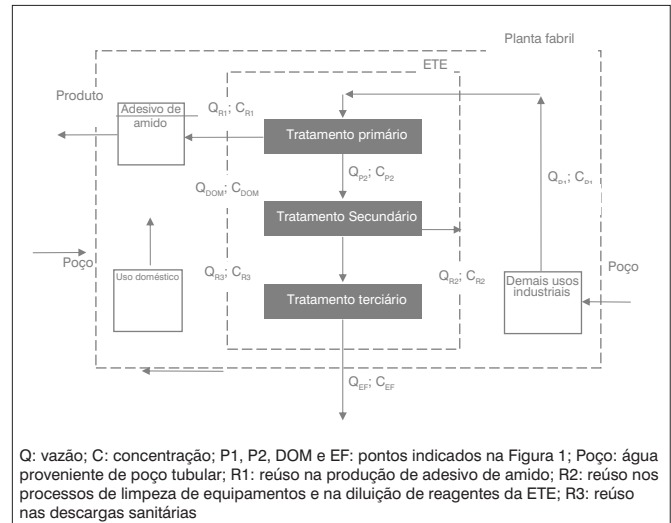 Planta fabril
ETE
Produto
Adesivo de
amido
Q_R1; C_R1
Tratamento primário
Q_P2; C_P2
Q_P1; C_P1
Q_DOM; C_DOM
Tratamento Secundário
Poço
Uso doméstico
Q_R3; C_R3
Q_R2; C_R2
Poço
Tratamento terciário
Demais usos
industriais
Q_EF; C_EF
Q: vazão; C: concentração; P1, P2, DOM e EF: pontos indicados na Figura 1; Poço: água
proveniente de poço tubular; R1: reúso na produção de adesivo de amido; R2: reúso nos
processos de limpeza de equipamentos e na diluição de reagentes da ETE; R3: reúso
nas descargas sanitárias